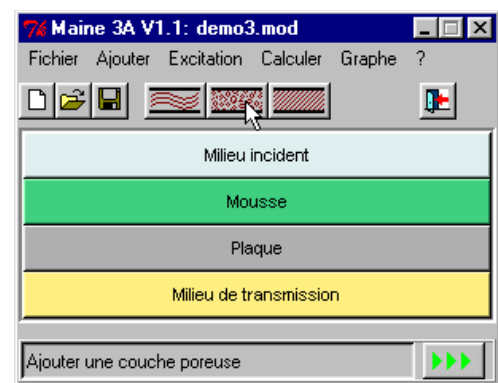 Maine 3A V1.1: demo3.mod
Fichier Ajouter Excitation Calculer Graphe ?
Milieu incident
Mousse
Plaque
Milieu de transmission
Ajouter une couche poreuse